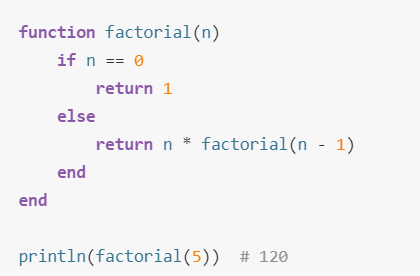 function factorial(n)
    if n == 0
        return 1
    else
        return n * factorial(n - 1)
    end
end

println(factorial(5))  # 120